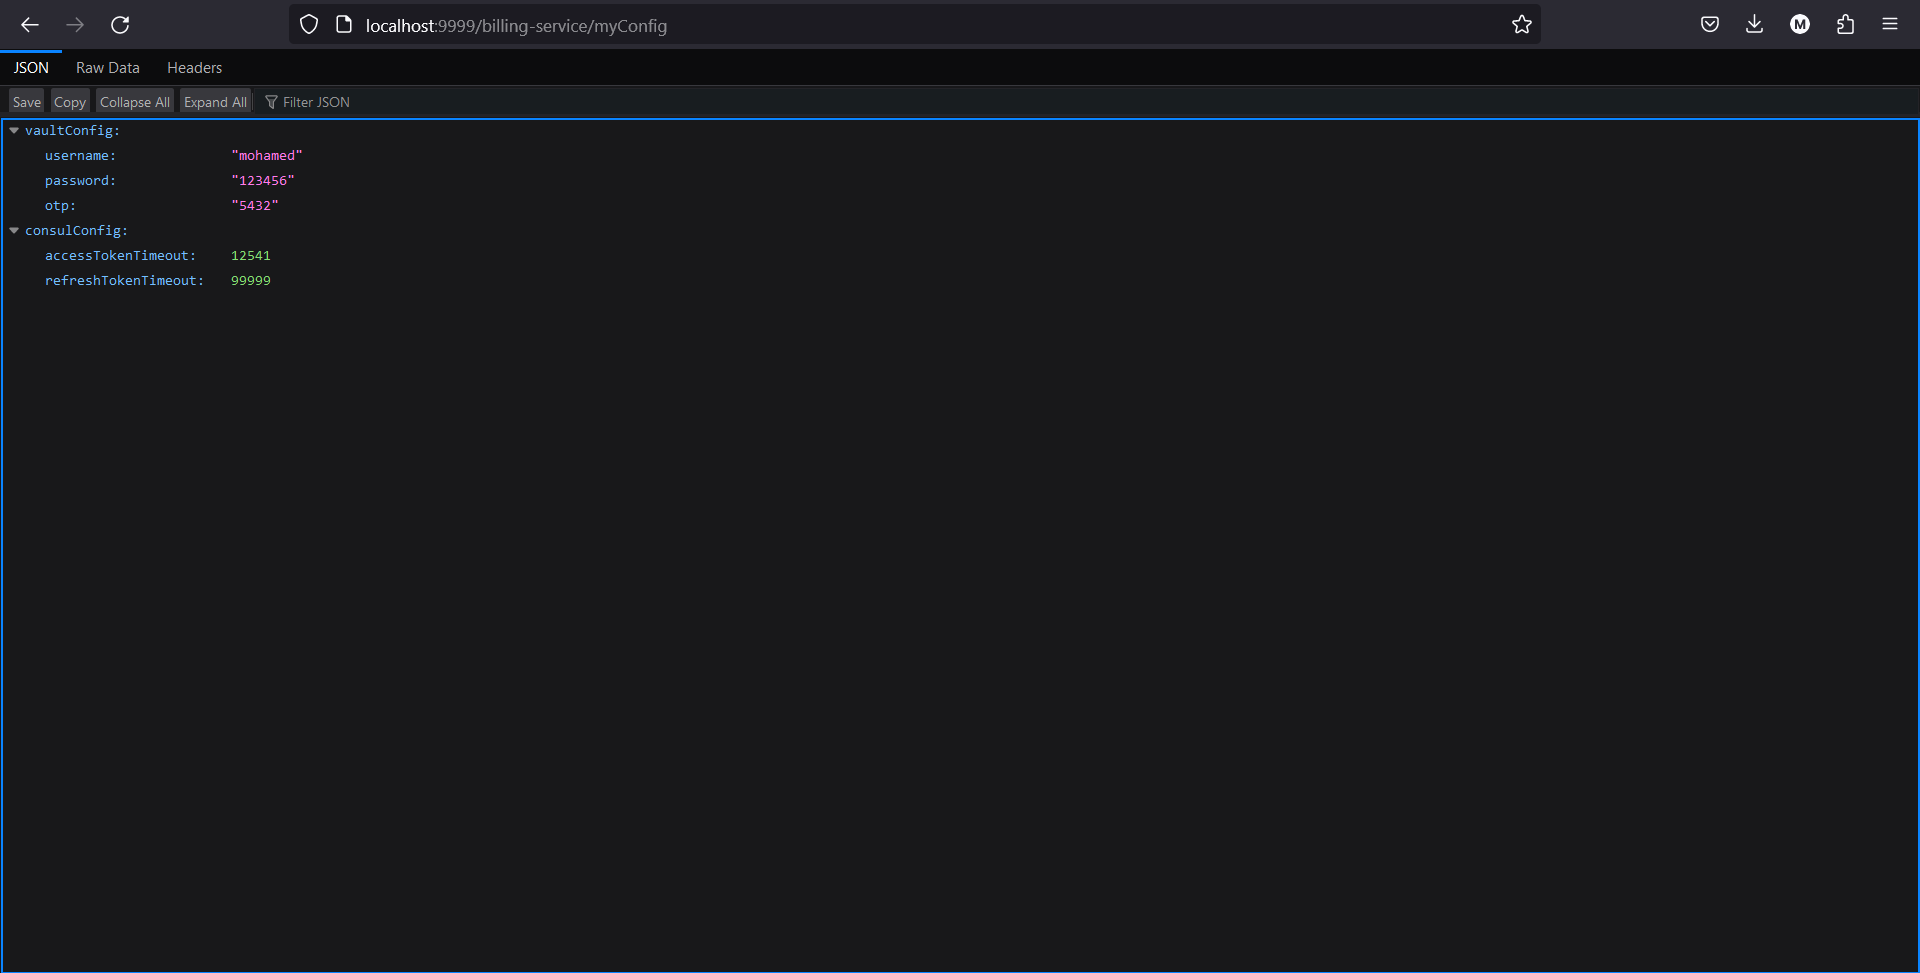 localhost:9999/billing-service/myConfig
M
JSON Raw Data Headers
Save Copy Collapse All Expand All Filter JSON
vaultConfig:
username: "mohamed"
password: "123456"
otp: "5432"
consulConfig:
accessTokenTimeout: 12541
refreshTokenTimeout: 99999